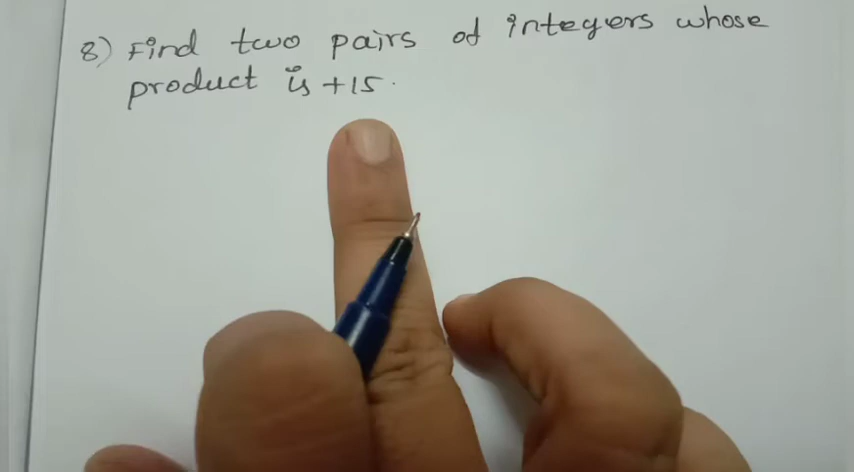 8) Find two pairs of integers whose
product is +15.